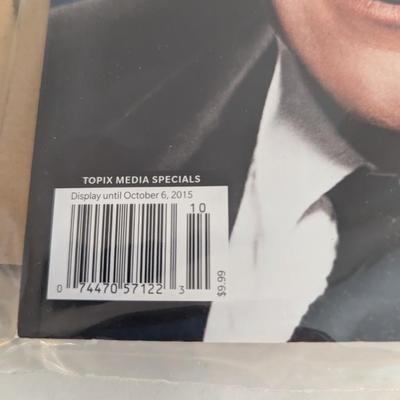 TOPIX MEDIA SPECIALS
Display until October 6, 2015
10
0 74470 57122 3
$9.99